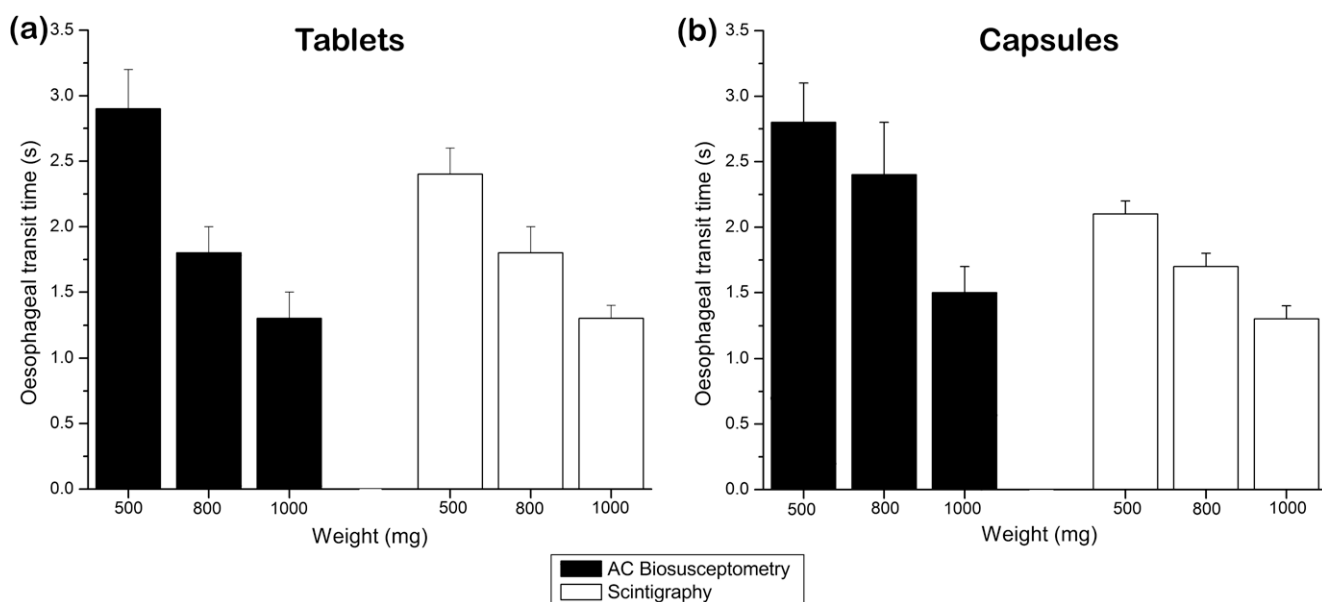 (a)
Tablets
3.5
3.0
2.5
2.0
1.5
1.0
0.5
0.0
Oesophageal transit time (s)
500 800 1000 500 800 1000
Weight (mg)
(b)
Capsules
3.5
3.0
2.5
2.0
1.5
1.0
0.5
0.0
Oesophageal transit time (s)
500 800 1000 500 800 1000
Weight (mg)
AC Biosusceptometry
Scintigraphy